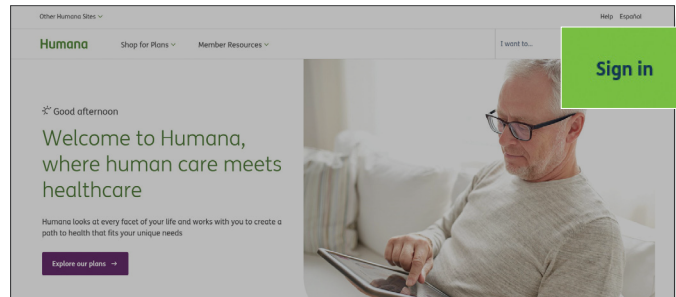 Other Humana Sites
Help Español
Humana Shop for Plans Member Resources I want to...
Sign in
Good afternoon
Welcome to Humana,
where human care meets
healthcare
Humana looks at every facet of your life and works with you to create a
path to health that fits your unique needs
Explore our plans →